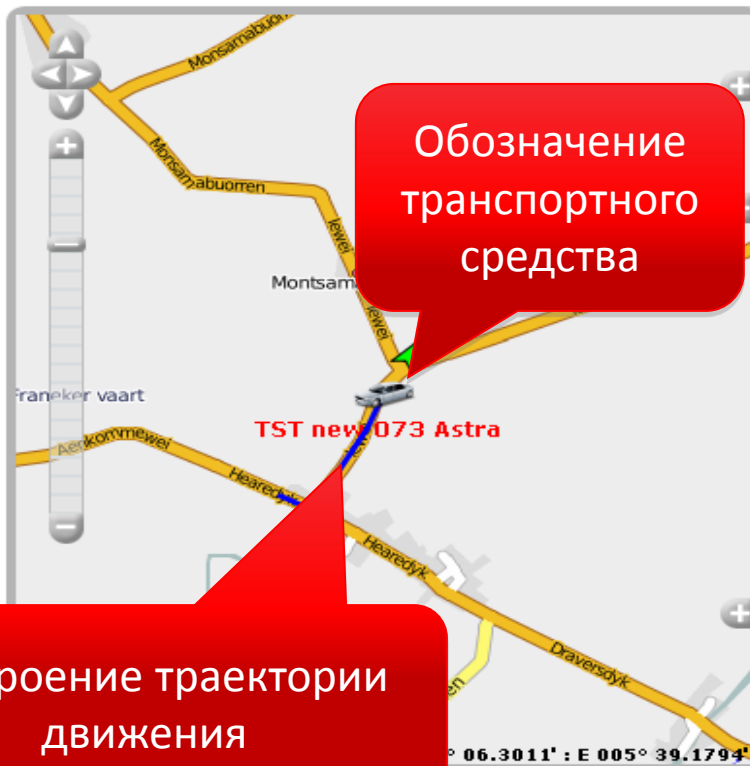 Monsamabuorren
Обозначение
транспортного
средства
Monsamabuorren
lewei
Montsam
lewei
Franeker vaart
TST new 073 Astra
Aenkommewei
Hearedyk
Hearedyk
роение траектории
движения
Draversdyk
en
° 06.3011' : E 005° 39.1794'